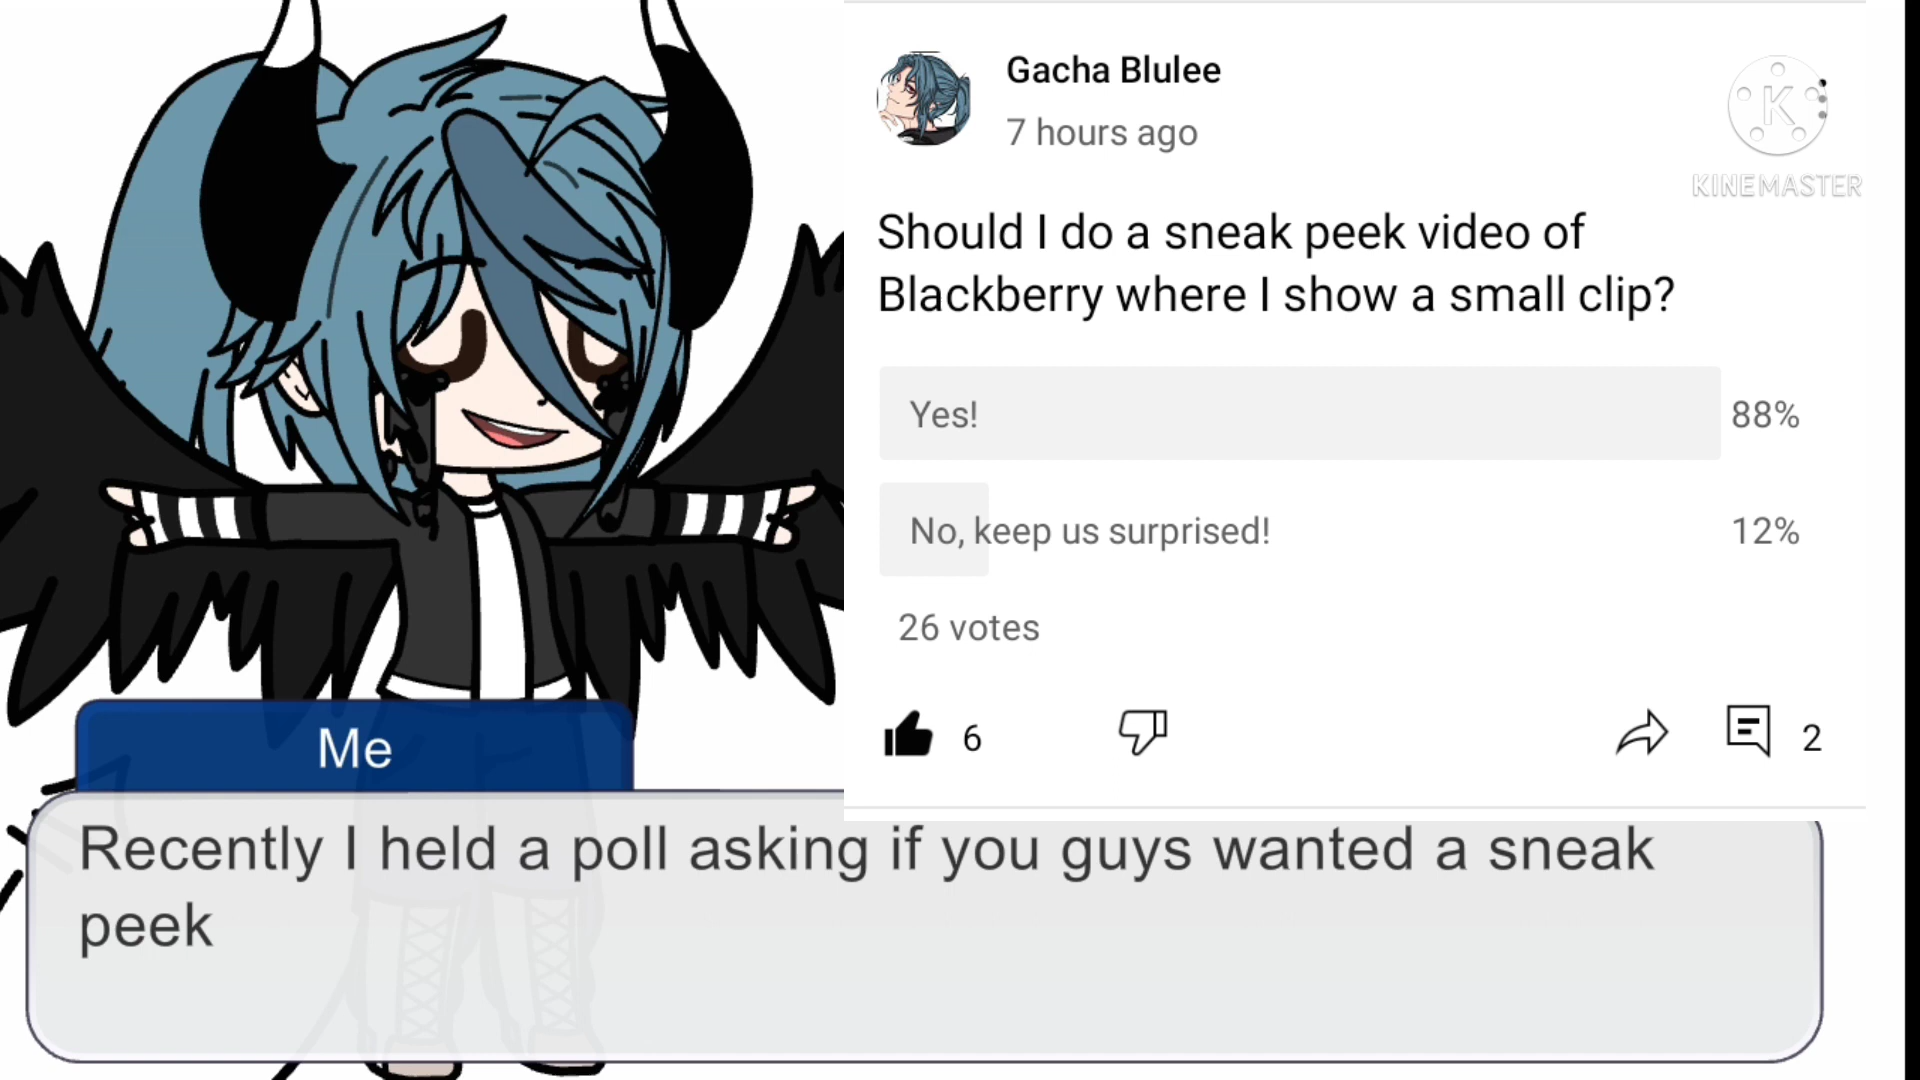 Gacha Blulee
7 hours ago
K
KINEMASTER
Should I do a sneak peek video of
Blackberry where I show a small clip?
Yes! 88%
No, keep us surprised! 12%
26 votes
6 2
Me
Recently I held a poll asking if you guys wanted a sneak
peek